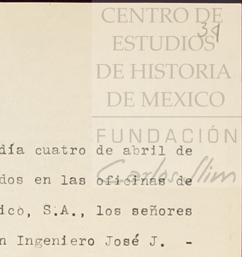 CENTRO DE
ESTUDIOS
DE HISTORIA
DE MEXICO
39
FUNDACIÓN
Carlos Slim
día cuatro de abril de
dos en las oficinas de
ico, S.A., los señores
n Ingeniero José J. -